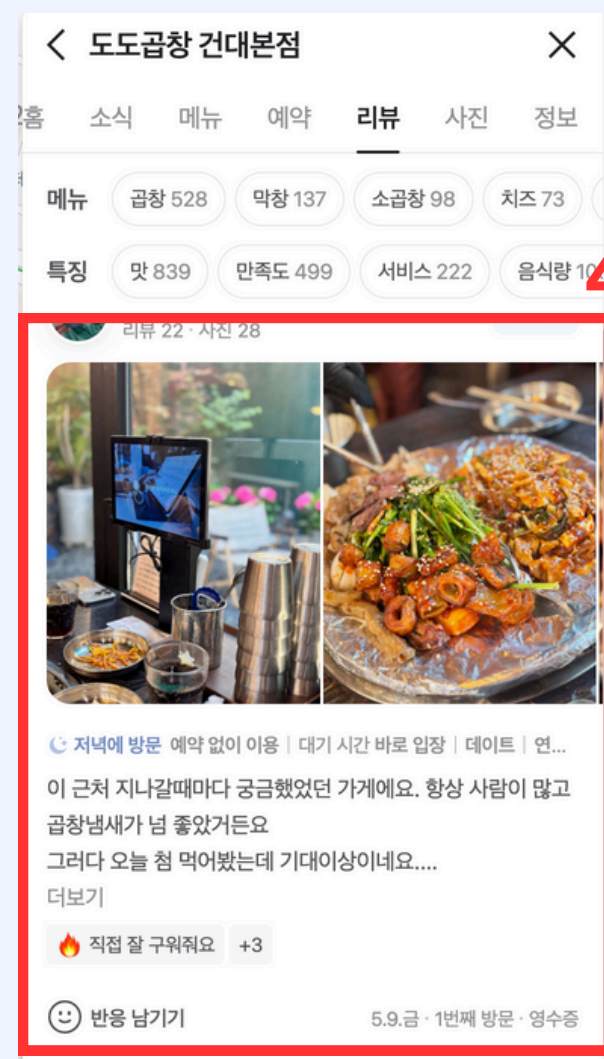 도도곱창 건대본점
홈 소식 메뉴 예약 리뷰 사진 정보
메뉴 곱창 528 막창 137 소곱창 98 치즈 73
특징 맛 839 만족도 499 서비스 222 음식량
리뷰 22 · 사진 28
저녁에 방문 예약 없이 이용 | 대기 시간 바로 입장 | 데이트 | 연...
이 근처 지나갈때마다 궁금했었던 가게에요. 항상 사람이 많고
곱창냄새가 넘 좋았거든요
그러다 오늘 첨 먹어봤는데 기대이상이네요....
더보기
🔥 직접 잘 구워줘요 +3
반응 남기기 5.9.금 · 1번째 방문 · 영수증